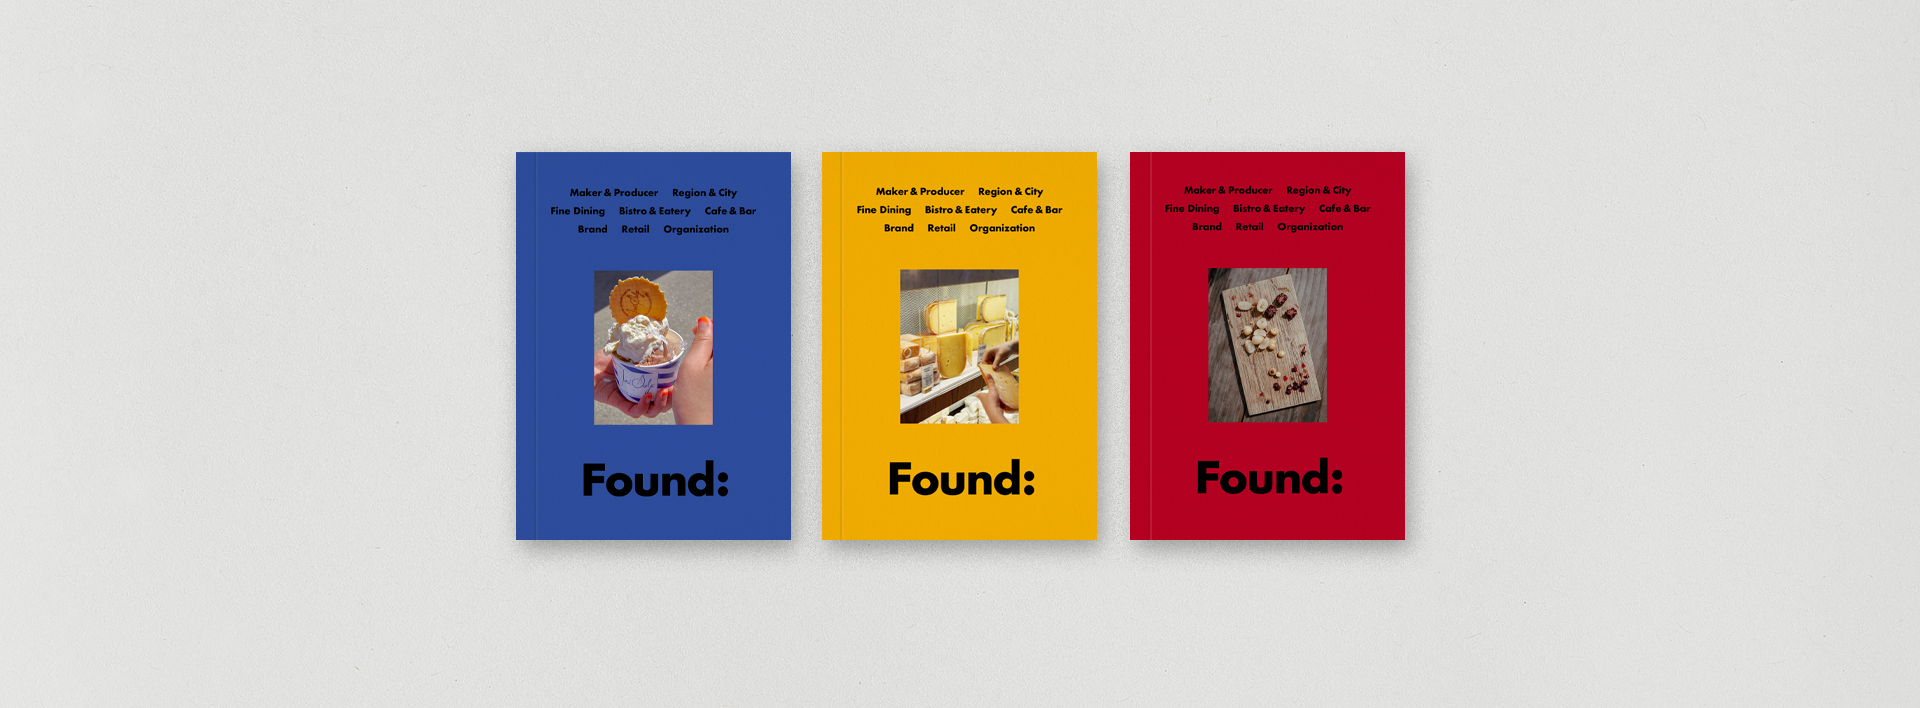 Maker & Producer Region & City
Fine Dining Bistro & Eatery Cafe & Bar
Brand Retail Organization
Found:
Maker & Producer Region & City
Fine Dining Bistro & Eatery Cafe & Bar
Brand Retail Organization
Found:
Maker & Producer Region & City
Fine Dining Bistro & Eatery Cafe & Bar
Brand Retail Organization
Found: